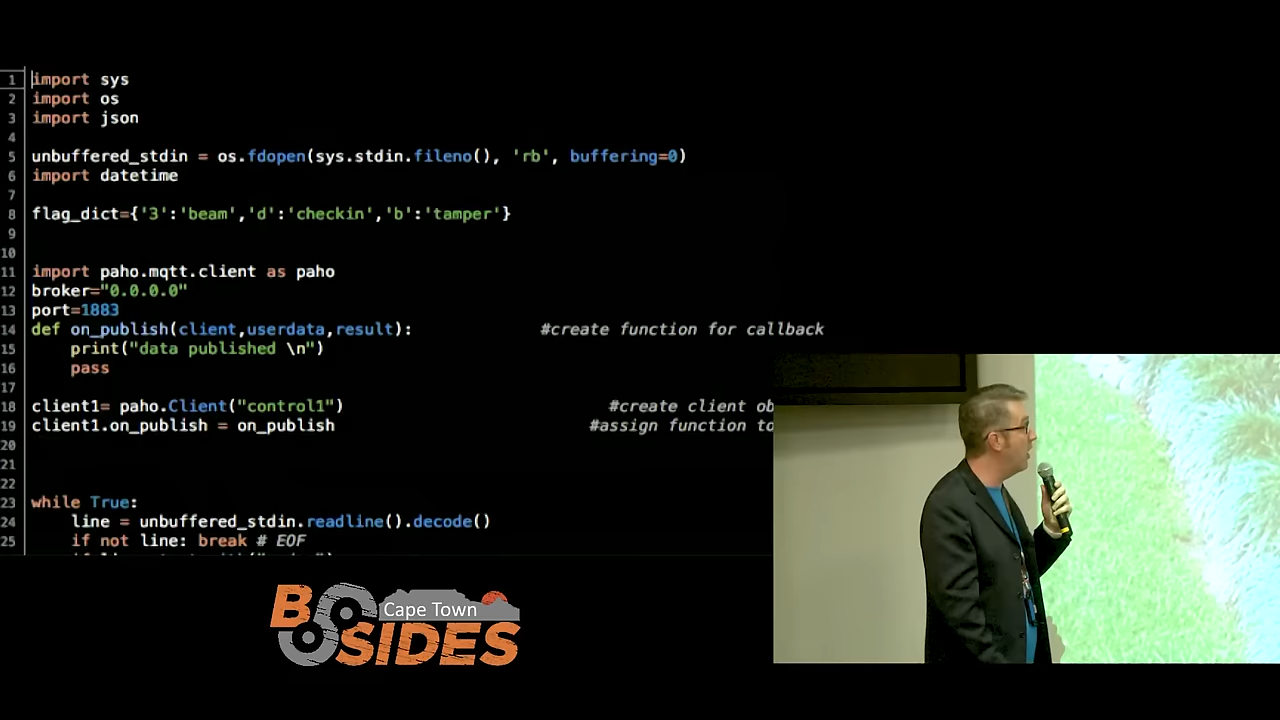 1 import sys
2 import os
3 import json
4
5 unbuffered_stdin = os.fdopen(sys.stdin.fileno(), 'rb', buffering=0)
6 import datetime
7
8 flag_dict={'3':'beam','d':'checkin','b':'tamper'}
9
10
11 import paho.mqtt.client as paho
12 broker="0.0.0.0"
13 port=1883
14 def on_publish(client,userdata,result): #create function for callback
15 print("data published \n")
16 pass
17
18 client1= paho.Client("control1") #create client ob
19 client1.on_publish = on_publish #assign function to
20
21
22
23 while True:
24 line = unbuffered_stdin.readline().decode()
25 if not line: break # EOF
BSIDES
Cape Town